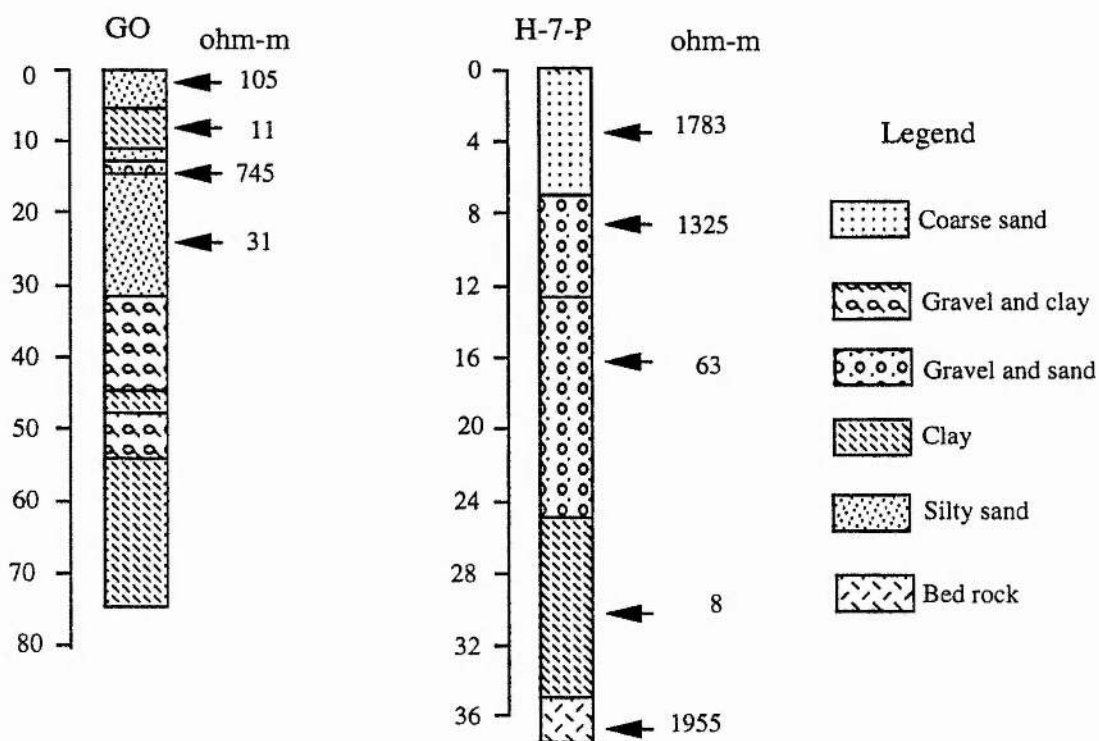 GO
ohm-m
0
10
20
30
40
50
60
70
80
105
11
745
31
H-7-P
ohm-m
0
4
8
12
16
20
24
28
32
36
1783
1325
63
8
1955
Legend
Coarse sand
Gravel and clay
Gravel and sand
Clay
Silty sand
Bed rock